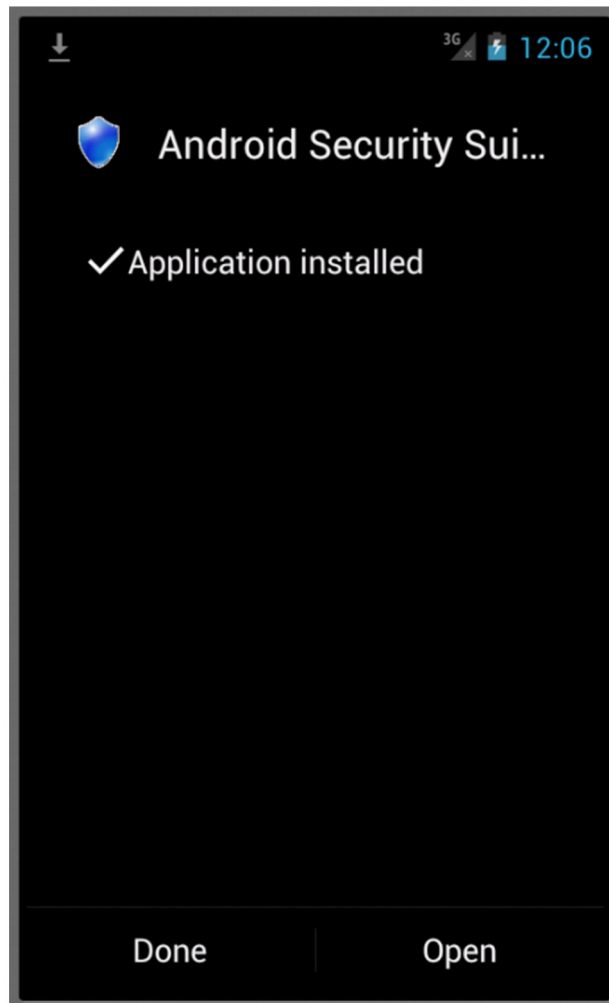 3G 12:06
Android Security Sui...
Application installed
Done Open